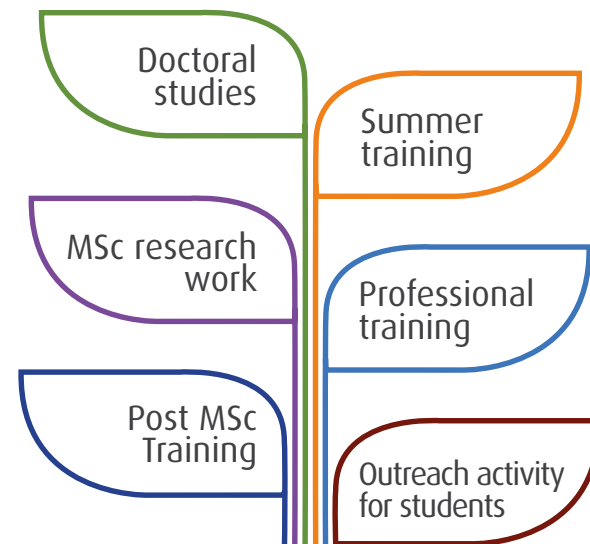 Doctoral
studies
Summer
training
MSc research
work
Professional
training
Post MSc
Training
Outreach activity
for students